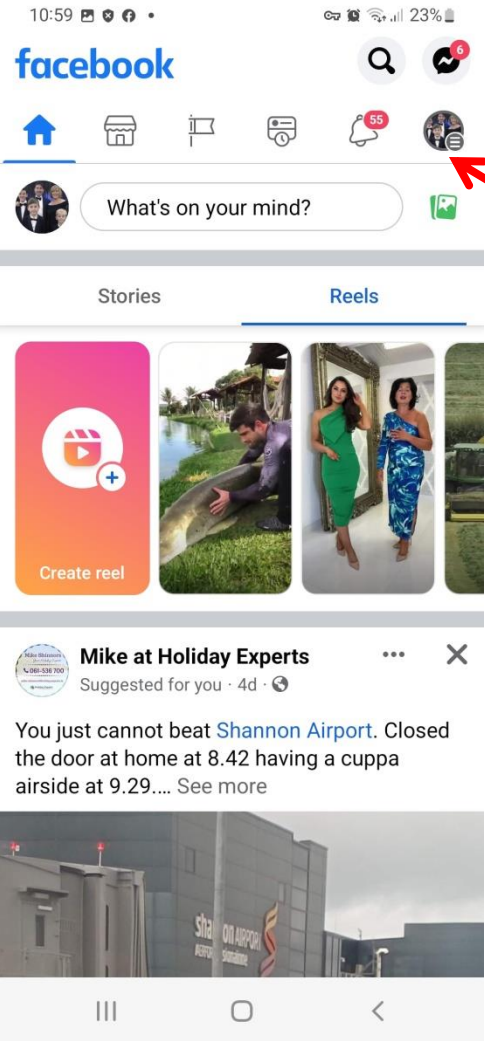 10:59
23%
facebook
6
55
What's on your mind?
Stories
Reels
Create reel
Mike at Holiday Experts
Suggested for you · 4d ·
You just cannot beat Shannon Airport. Closed
the door at home at 8.42 having a cuppa
airside at 9.29.... See more